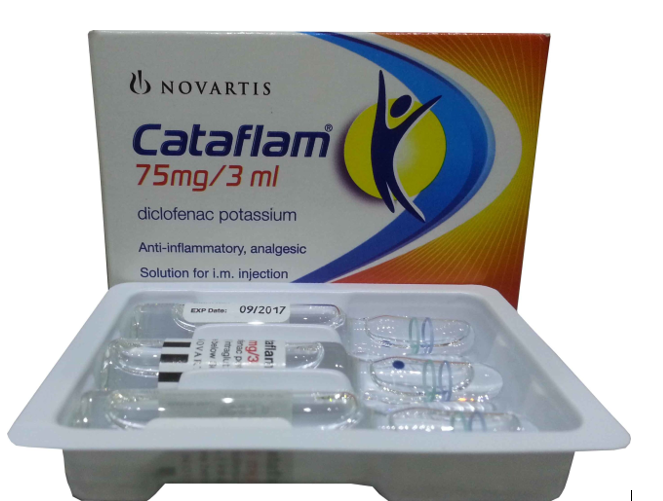 NOVARTIS
Cataflam®
75mg/3 ml
diclofenac potassium
Anti-inflammatory, analgesic
Solution for i.m. injection
EXP Date: 09/2017